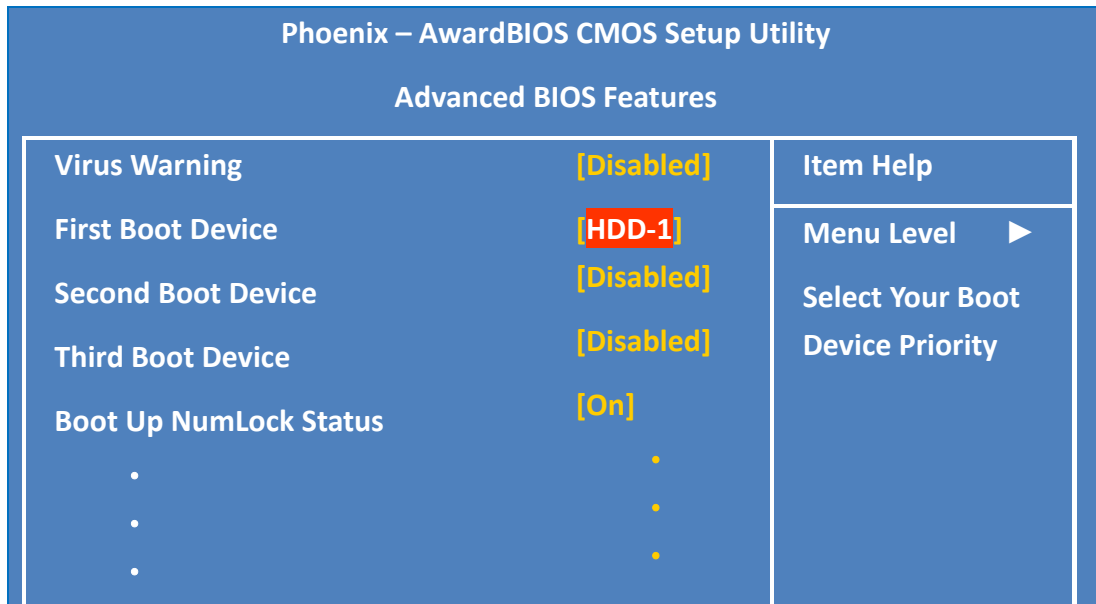 Phoenix – AwardBIOS CMOS Setup Utility
Advanced BIOS Features
Virus Warning [Disabled]
First Boot Device [HDD-1]
Second Boot Device [Disabled]
Third Boot Device [Disabled]
Boot Up NumLock Status [On]
Item Help
Menu Level ►
Select Your Boot
Device Priority